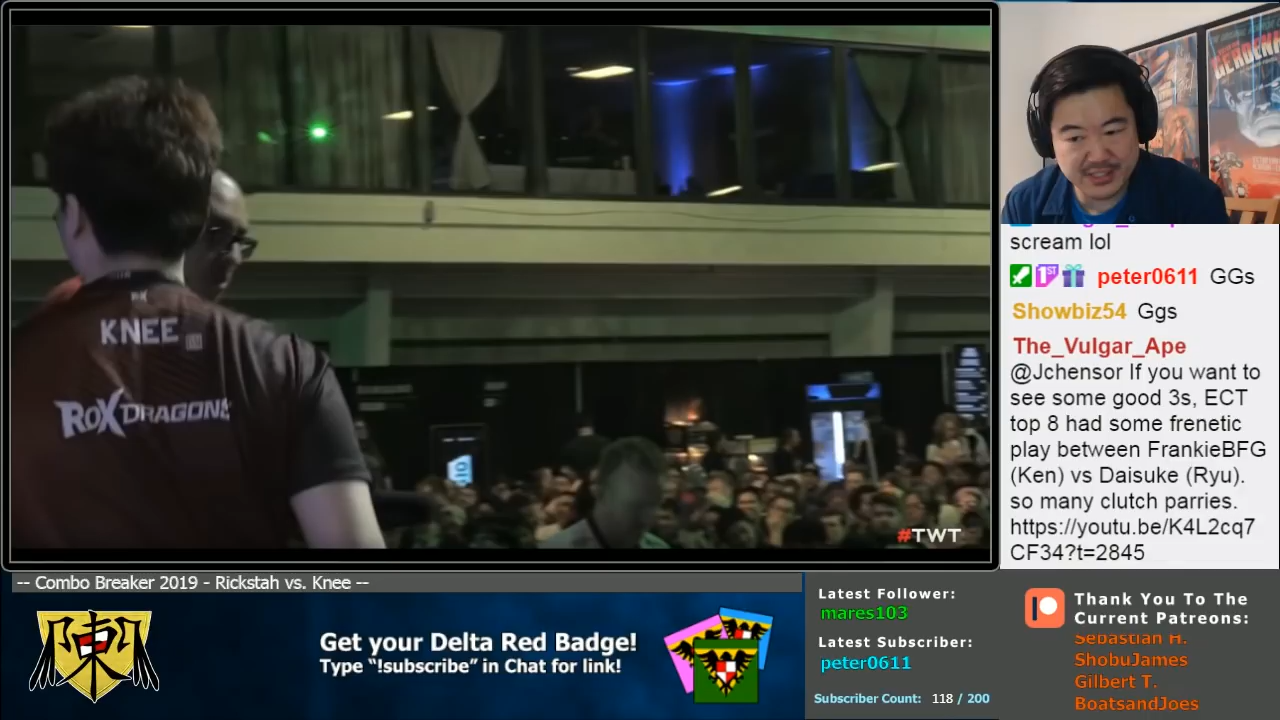 KNEE
ROX DRAGONS
#TWT
GERDENI
scream lol
peter0611 GGs
Showbiz54 Ggs
The_Vulgar_Ape
@Jchensor If you want to
see some good 3s, ECT
top 8 had some frenetic
play between FrankieBFG
(Ken) vs Daisuke (Ryu).
so many clutch parries.
https://youtu.be/K4L2cq7
CF34?t=2845
-- Combo Breaker 2019 - Rickstah vs. Knee --
Get your Delta Red Badge!
Type "!subscribe" in Chat for link!
Latest Follower:
mares103
Latest Subscriber:
peter0611
Subscriber Count: 118 / 200
Thank You To The
Current Patreons:
Sebastian H.
ShobuJames
Gilbert T.
BoatsandJoes